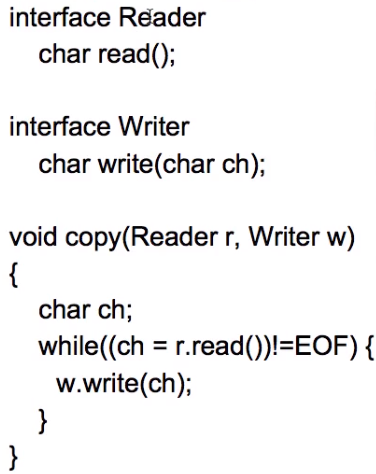 interface Reader
char read();
interface Writer
char write(char ch);
void copy(Reader r, Writer w)
{
char ch;
while((ch = r.read())!=EOF) {
w.write(ch);
}
}